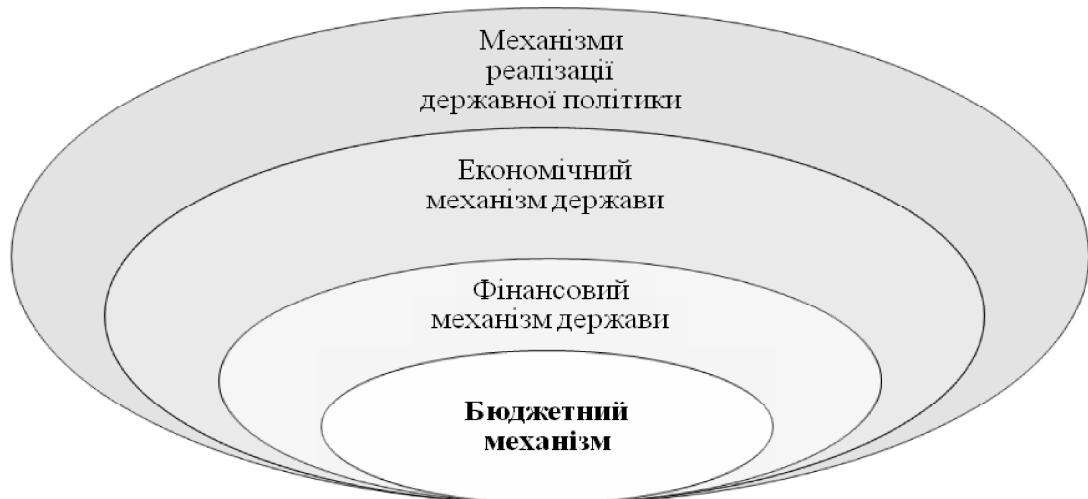 Механізми
реалізації
державної політики
Економічний
механізм держави
Фінансовий
механізм держави
Бюджетний
механізм